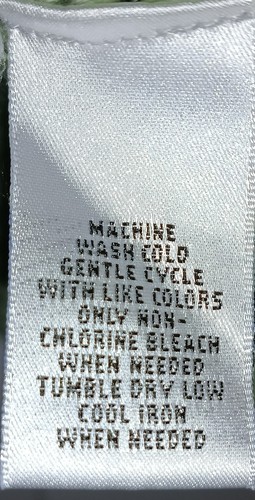 MACHINE
WASH COLD
GENTLE CYCLE
WITH LIKE COLORS
ONLY NON-
CHLORINE BLEACH
WHEN NEEDED
TUMBLE DRY LOW
COOL IRON
WHEN NEEDED